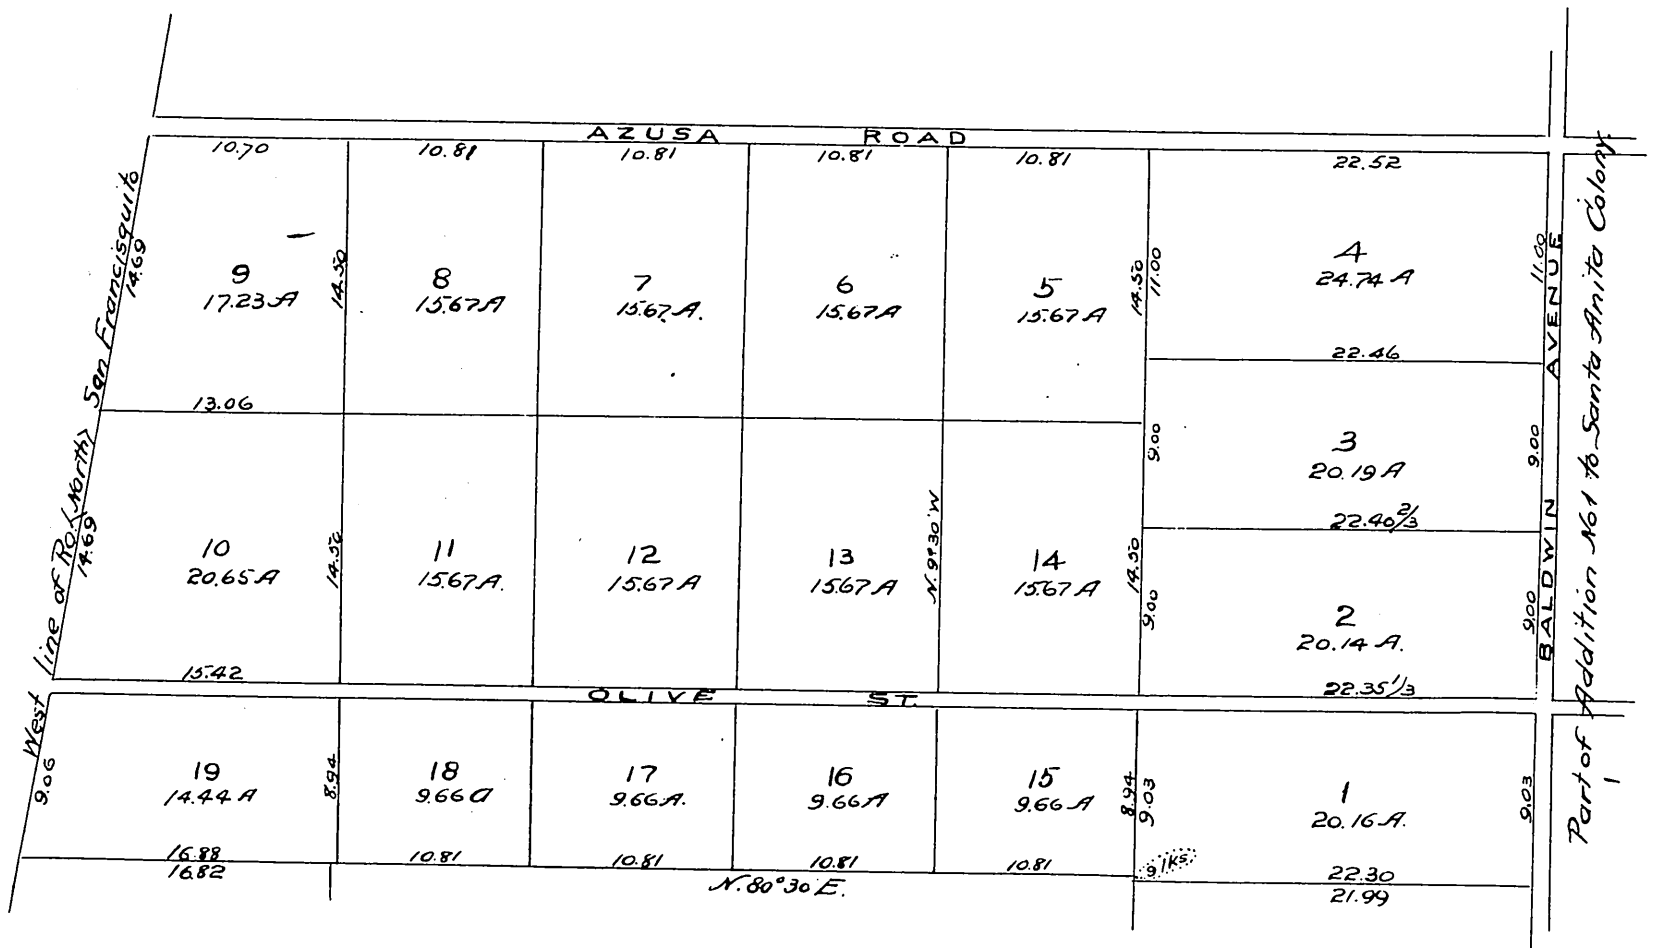 AZUSA ROAD
10.70
10.81
10.81
10.81
10.81
22.52
9
17.23 A
14.50
8
15.67 A
7
15.67 A.
6
15.67 A
5
15.67 A
14.50
11.00
4
24.74 A
11.00
22.46
13.06
14.69
9.00
3
20.19 A
9.00
22.40 2/3
10
20.65 A
14.50
11
15.67 A.
12
15.67 A
13
15.67 A
N. 9°30' W
14
15.67 A
14.50
9.00
2
20.14 A.
9.00
22.35 1/3
14.69
15.42
OLIVE ST.
9.06
19
14.44 A
8.94
18
9.66 A
17
9.66 A.
16
9.66 A
15
9.66 A
8.94
9.03
1
20.16 A.
9.03
16.88
16.82
10.81
10.81
10.81
10.81
9 lks
22.30
21.99
N. 80°30' E.
West line of Ro. (North) San Francisquito
BALDWIN AVENUE
Part of Addition No 1 to Santa Anita Colony.
1